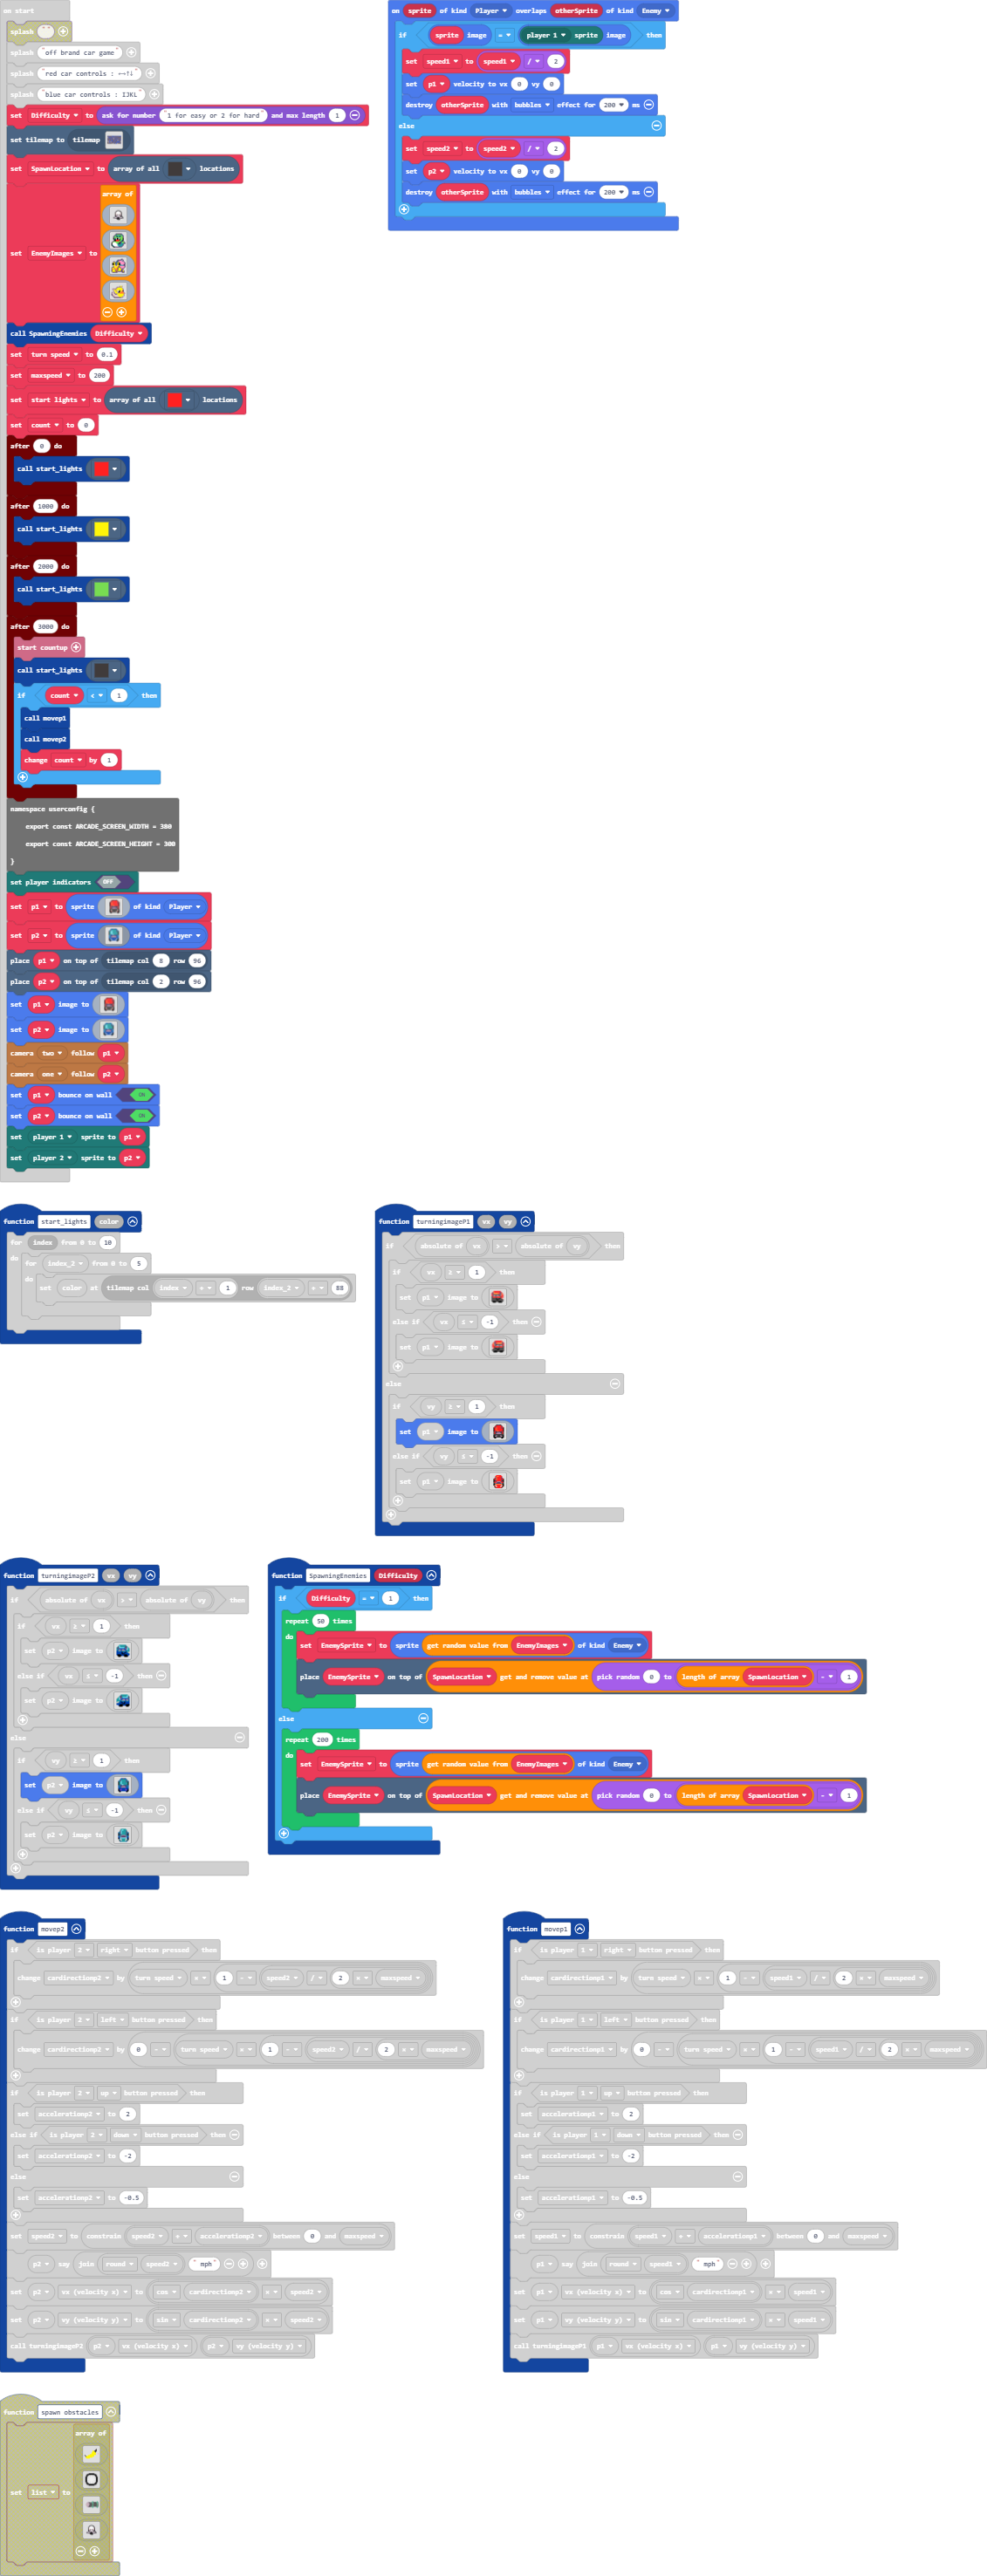 on start
splash " "
splash "off brand car game"
splash "red car controls : ←→↑↓"
splash "blue car controls : IJKL"
set Difficulty to ask for number "1 for easy or 2 for hard" and max length 1
set tilemap to tilemap
set SpawnLocation to array of all locations
set EnemyImages to
array of
call SpawningEnemies Difficulty
set turn speed to 0.1
set maxspeed to 200
set start lights to array of all locations
set count to 0
after 0 do
call start_lights
after 1000 do
call start_lights
after 2000 do
call start_lights
after 3000 do
start countup
call start_lights
if count < 1 then
call movep1
call movep2
change count by 1
namespace userconfig {
export const ARCADE_SCREEN_WIDTH = 380
export const ARCADE_SCREEN_HEIGHT = 300
}
set player indicators OFF
set p1 to sprite of kind Player
set p2 to sprite of kind Player
place p1 on top of tilemap col 8 row 96
place p2 on top of tilemap col 2 row 96
set p1 image to
set p2 image to
camera two follow p1
camera one follow p2
set p1 bounce on wall ON
set p2 bounce on wall ON
set player 1 sprite to p1
set player 2 sprite to p2
on sprite of kind Player overlaps otherSprite of kind Enemy
if sprite image = player 1 sprite image then
set speed1 to speed1 / 2
set p1 velocity to vx 0 vy 0
destroy otherSprite with bubbles effect for 200 ms
else
set speed2 to speed2 / 2
set p2 velocity to vx 0 vy 0
destroy otherSprite with bubbles effect for 200 ms
function start_lights color
for index from 0 to 10
do for index_2 from 0 to 5
do set color at tilemap col index + 1 row index_2 + 88
function turningimageP1 vx vy
if absolute of vx > absolute of vy then
if vx ≥ 1 then
set p1 image to
else if vx ≤ -1 then
set p1 image to
else
if vy ≥ 1 then
set p1 image to
else if vy ≤ -1 then
set p1 image to
function turningimageP2 vx vy
if absolute of vx > absolute of vy then
if vx ≥ 1 then
set p2 image to
else if vx ≤ -1 then
set p2 image to
else
if vy ≥ 1 then
set p2 image to
else if vy ≤ -1 then
set p2 image to
function SpawningEnemies Difficulty
if Difficulty = 1 then
repeat 50 times
do set EnemySprite to sprite get random value from EnemyImages of kind Enemy
place EnemySprite on top of SpawnLocation get and remove value at pick random 0 to length of array SpawnLocation - 1
else
repeat 200 times
do set EnemySprite to sprite get random value from EnemyImages of kind Enemy
place EnemySprite on top of SpawnLocation get and remove value at pick random 0 to length of array SpawnLocation - 1
function movep2
if is player 2 right button pressed then
change cardirectionp2 by turn speed × 1 - speed2 / 2 × maxspeed
if is player 2 left button pressed then
change cardirectionp2 by 0 - turn speed × 1 - speed2 / 2 × maxspeed
if is player 2 up button pressed then
set accelerationp2 to 2
else if is player 2 down button pressed then
set accelerationp2 to -2
else
set accelerationp2 to -0.5
set speed2 to constrain speed2 + accelerationp2 between 0 and maxspeed
p2 say join round speed2 " mph"
set p2 vx (velocity x) to cos cardirectionp2 × speed2
set p2 vy (velocity y) to sin cardirectionp2 × speed2
call turningimageP2 p2 vx (velocity x) p2 vy (velocity y)
function movep1
if is player 1 right button pressed then
change cardirectionp1 by turn speed × 1 - speed1 / 2 × maxspeed
if is player 1 left button pressed then
change cardirectionp1 by 0 - turn speed × 1 - speed1 / 2 × maxspeed
if is player 1 up button pressed then
set accelerationp1 to 2
else if is player 1 down button pressed then
set accelerationp1 to -2
else
set accelerationp1 to -0.5
set speed1 to constrain speed1 + accelerationp1 between 0 and maxspeed
p1 say join round speed1 " mph"
set p1 vx (velocity x) to cos cardirectionp1 × speed1
set p1 vy (velocity y) to sin cardirectionp1 × speed1
call turningimageP1 p1 vx (velocity x) p1 vy (velocity y)
function spawn obstacles
array of
set list to